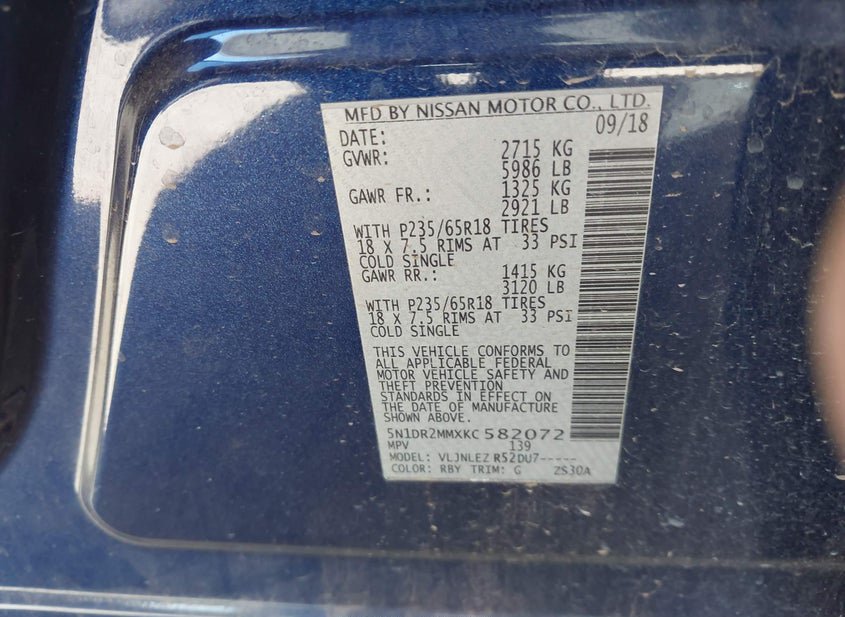 MFD BY NISSAN MOTOR CO., LTD.
DATE: 09/18
GVWR: 2715 KG
5986 LB
GAWR FR.: 1325 KG
2921 LB
WITH P235/65R18 TIRES
18 X 7.5 RIMS AT 33 PSI
COLD SINGLE
GAWR RR.: 1415 KG
3120 LB
WITH P235/65R18 TIRES
18 X 7.5 RIMS AT 33 PSI
COLD SINGLE
THIS VEHICLE CONFORMS TO
ALL APPLICABLE FEDERAL
MOTOR VEHICLE SAFETY AND
THEFT PREVENTION
STANDARDS IN EFFECT ON
THE DATE OF MANUFACTURE
SHOWN ABOVE.
5N1DR2MMXKC582072
MPV 139
MODEL: VLJNLEZ R52DU7-----
COLOR: RBY TRIM: G 2S30A